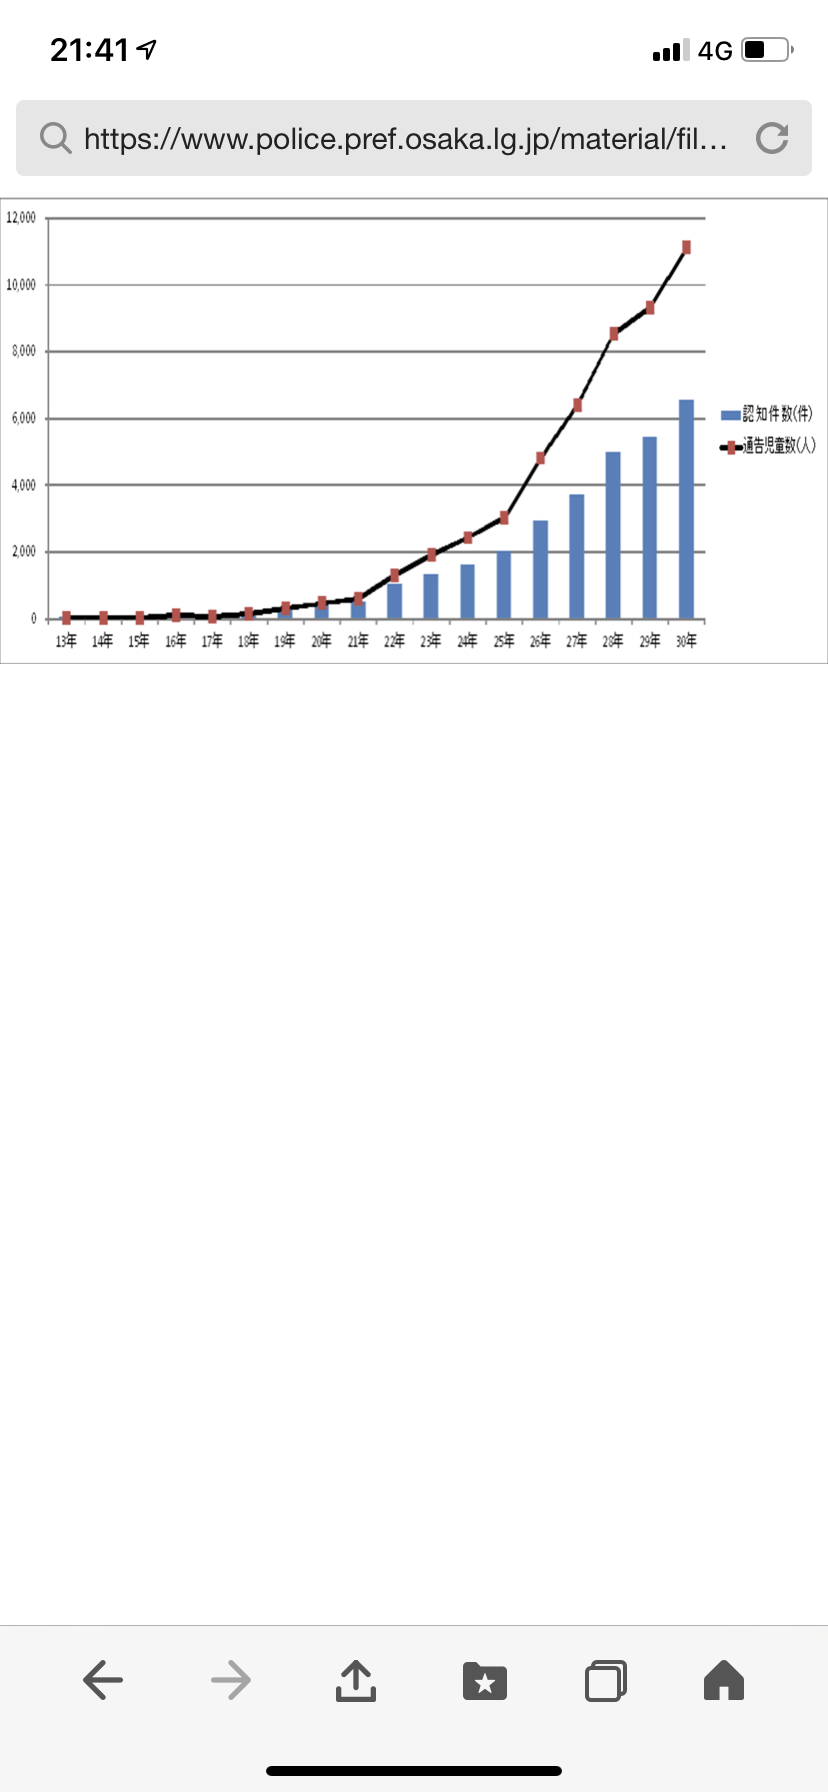 21:41
4G
https://www.police.pref.osaka.lg.jp/material/fil...
12,000
10,000
8,000
6,000
4,000
2,000
0
13年 14年 15年 16年 17年 18年 19年 20年 21年 22年 23年 24年 25年 26年 27年 28年 29年 30年
認知件数(件)
通告児童数(人)